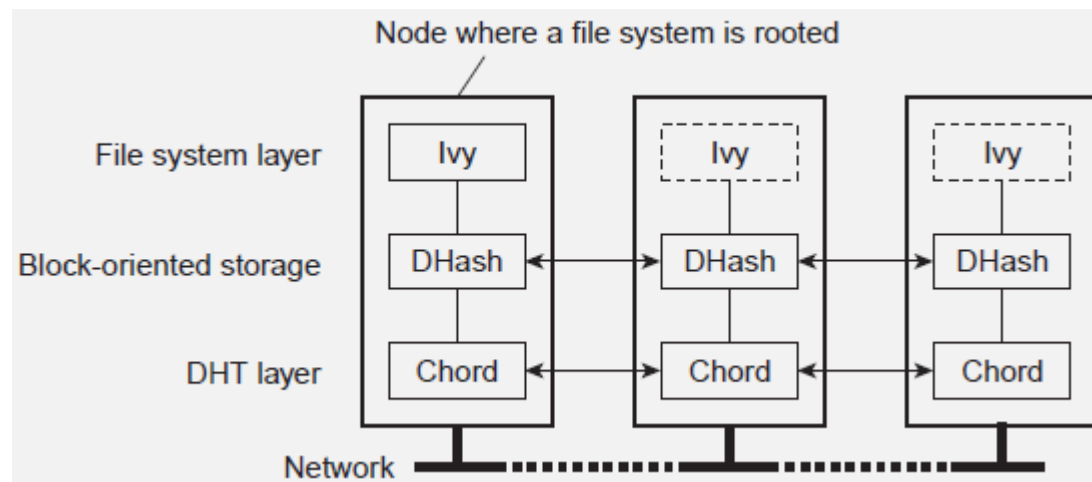 Node where a file system is rooted
File system layer
Ivy
Ivy
Ivy
Block-oriented storage
DHash
DHash
DHash
DHT layer
Chord
Chord
Chord
Network